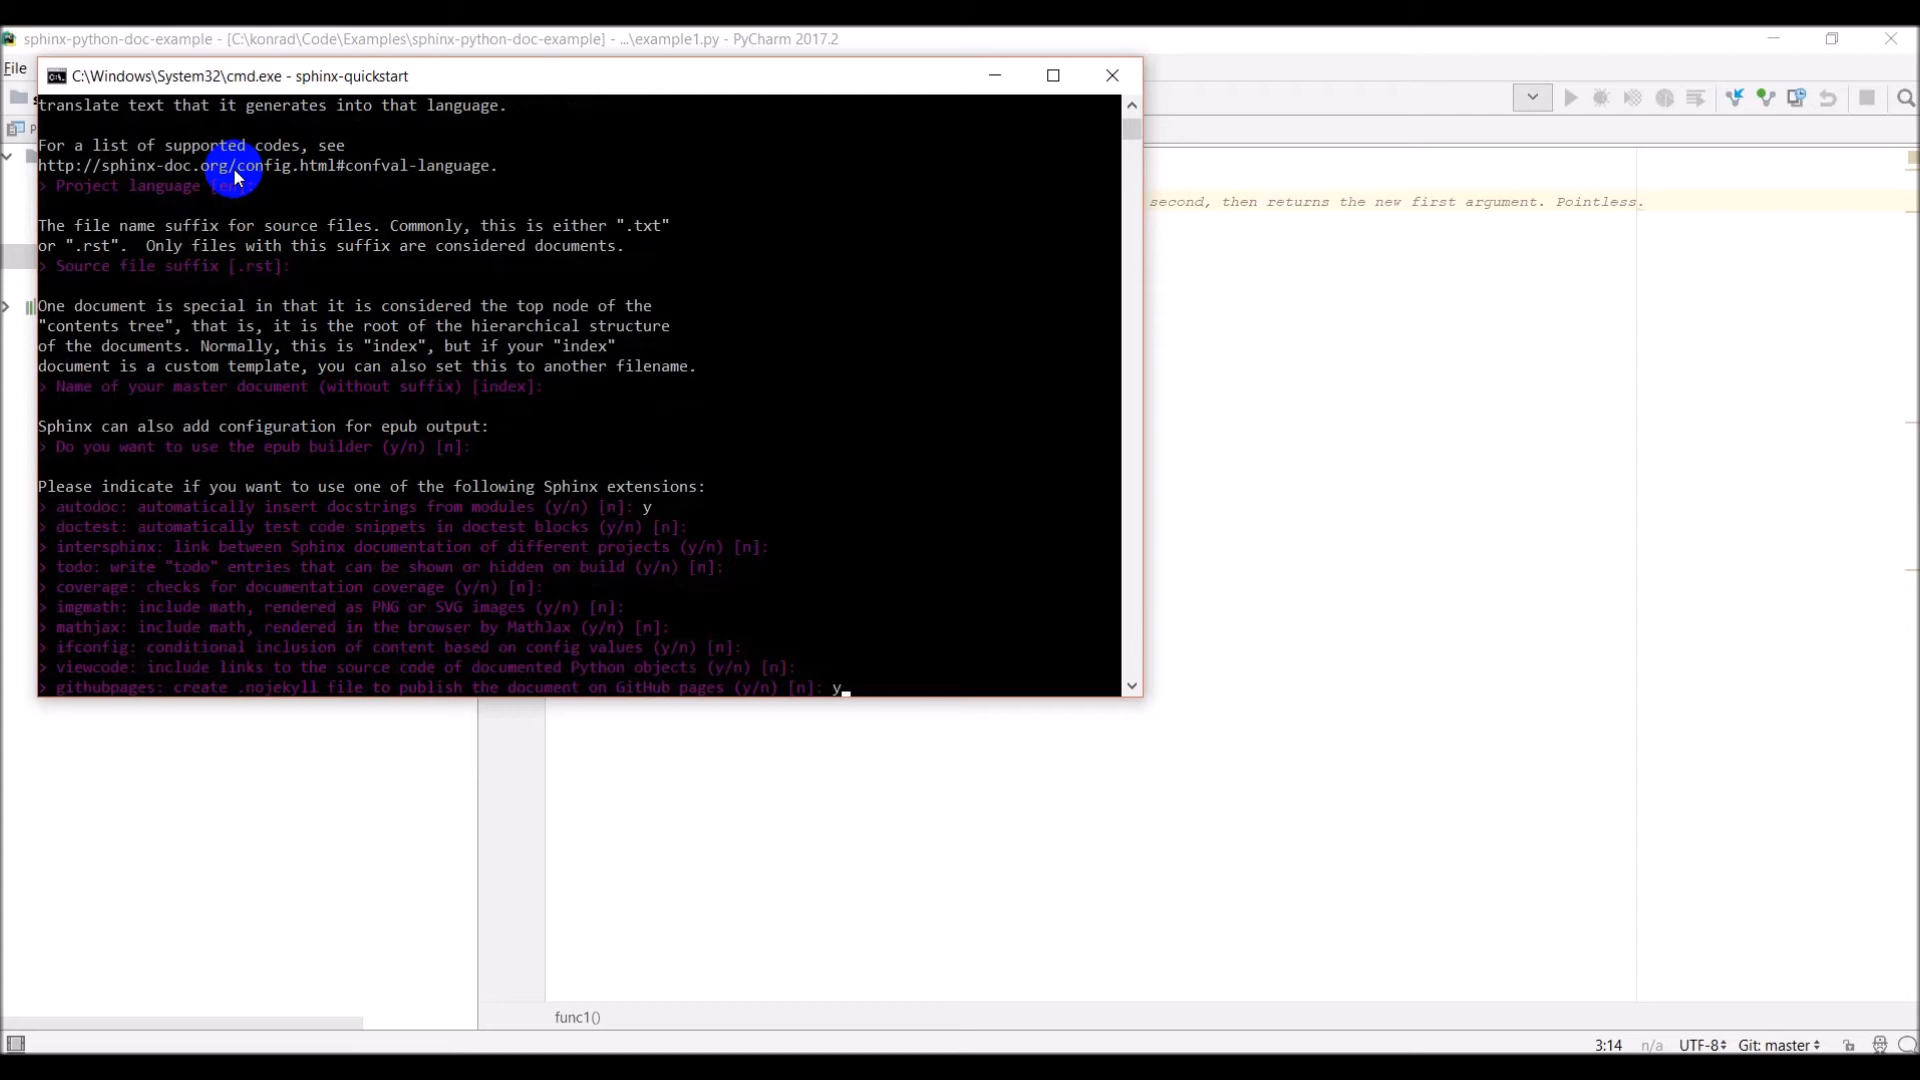 sphinx-python-doc-example - [C:\konrad\Code\Examples\sphinx-python-doc-example] - ...\example1.py - PyCharm 2017.2
File
C:\Windows\System32\cmd.exe - sphinx-quickstart
translate text that it generates into that language.
For a list of supported codes, see
http://sphinx-doc.org/config.html#confval-language.
> Project language [en]:
second, then returns the new first argument. Pointless.
The file name suffix for source files. Commonly, this is either ".txt"
or ".rst".  Only files with this suffix are considered documents.
> Source file suffix [.rst]:
One document is special in that it is considered the top node of the
"contents tree", that is, it is the root of the hierarchical structure
of the documents. Normally, this is "index", but if your "index"
document is a custom template, you can also set this to another filename.
> Name of your master document (without suffix) [index]:
Sphinx can also add configuration for epub output:
> Do you want to use the epub builder (y/n) [n]:
Please indicate if you want to use one of the following Sphinx extensions:
> autodoc: automatically insert docstrings from modules (y/n) [n]: y
> doctest: automatically test code snippets in doctest blocks (y/n) [n]:
> intersphinx: link between Sphinx documentation of different projects (y/n) [n]:
> todo: write "todo" entries that can be shown or hidden on build (y/n) [n]:
> coverage: checks for documentation coverage (y/n) [n]:
> imgmath: include math, rendered as PNG or SVG images (y/n) [n]:
> mathjax: include math, rendered in the browser by MathJax (y/n) [n]:
> ifconfig: conditional inclusion of content based on config values (y/n) [n]:
> viewcode: include links to the source code of documented Python objects (y/n) [n]:
> githubpages: create .nojekyll file to publish the document on GitHub pages (y/n) [n]: y
func1()
3:14 n/a UTF-8 Git: master